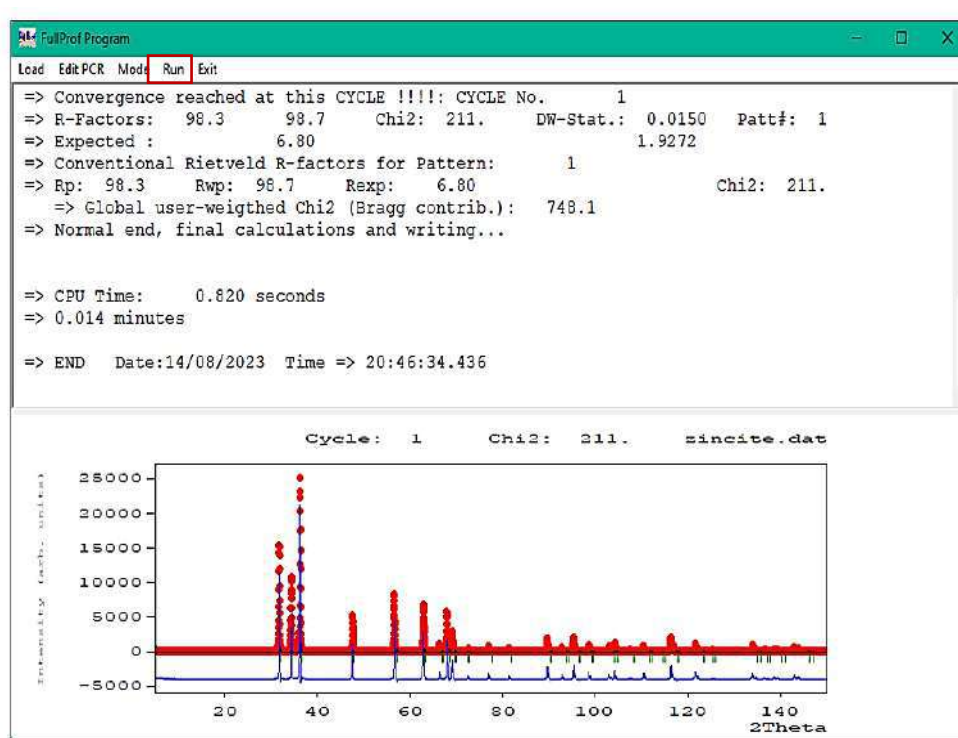 FullProf Program
Load Edit PCR Mode Run Exit
=> Convergence reached at this CYCLE !!!!: CYCLE No. 1
=> R-Factors: 98.3 98.7 Chi2: 211. DW-Stat.: 0.0150 Patt#: 1
=> Expected : 6.80 1.9272
=> Conventional Rietveld R-factors for Pattern: 1
=> Rp: 98.3 Rwp: 98.7 Rexp: 6.80 Chi2: 211.
=> Global user-weigthed Chi2 (Bragg contrib.): 748.1
=> Normal end, final calculations and writing...
=> CPU Time: 0.820 seconds
=> 0.014 minutes
=> END Date:14/08/2023 Time => 20:46:34.436
Cycle: 1 Chi2: 211. zincite.dat
Intensity (arb. units)
25000
20000
15000
10000
5000
0
-5000
20 40 60 80 100 120 140
2Theta